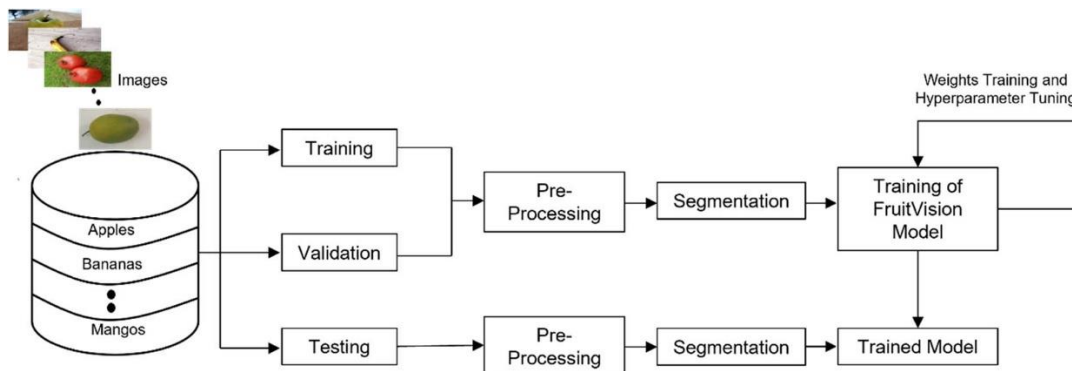 Images
Weights Training and
Hyperparameter Tuning
Training
Pre-
Processing
Segmentation
Training of
FruitVision
Model
Apples
Bananas
Mangos
Validation
Testing
Pre-
Processing
Segmentation
Trained Model